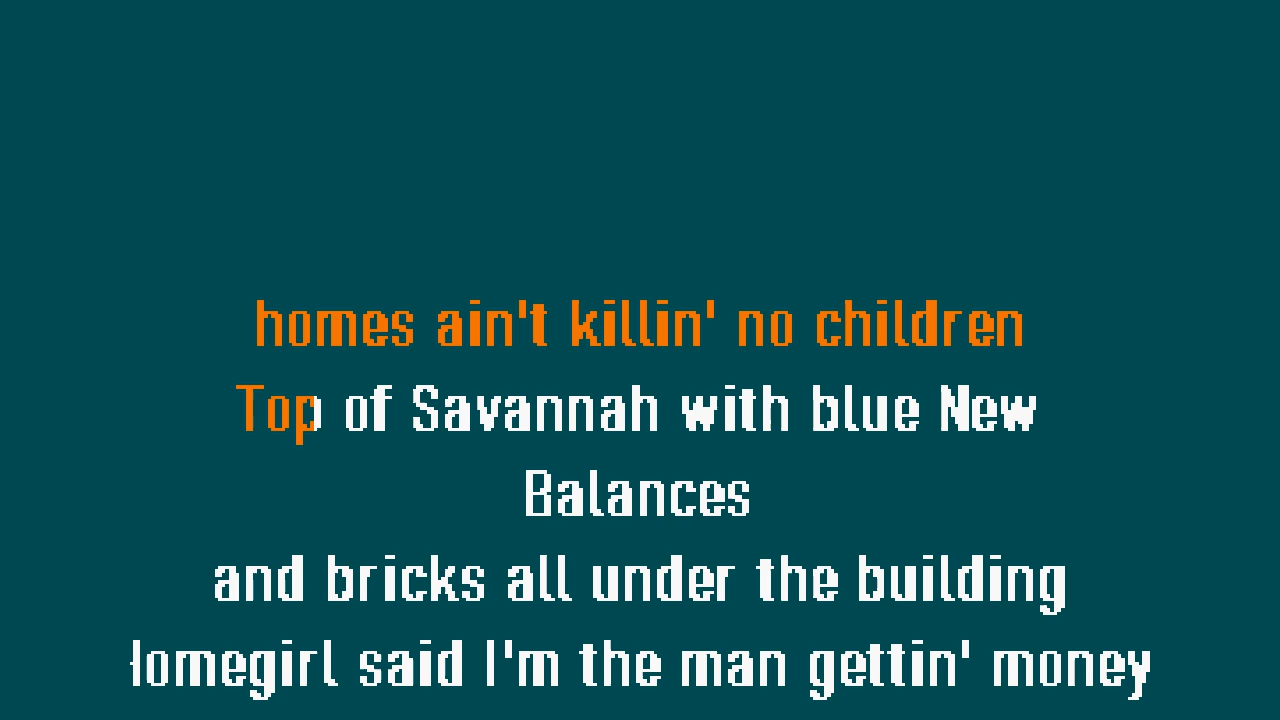 homes ain't killin' no children
Top of Savannah with blue New
Balances
and bricks all under the building
Homegirl said I'm the man gettin' money